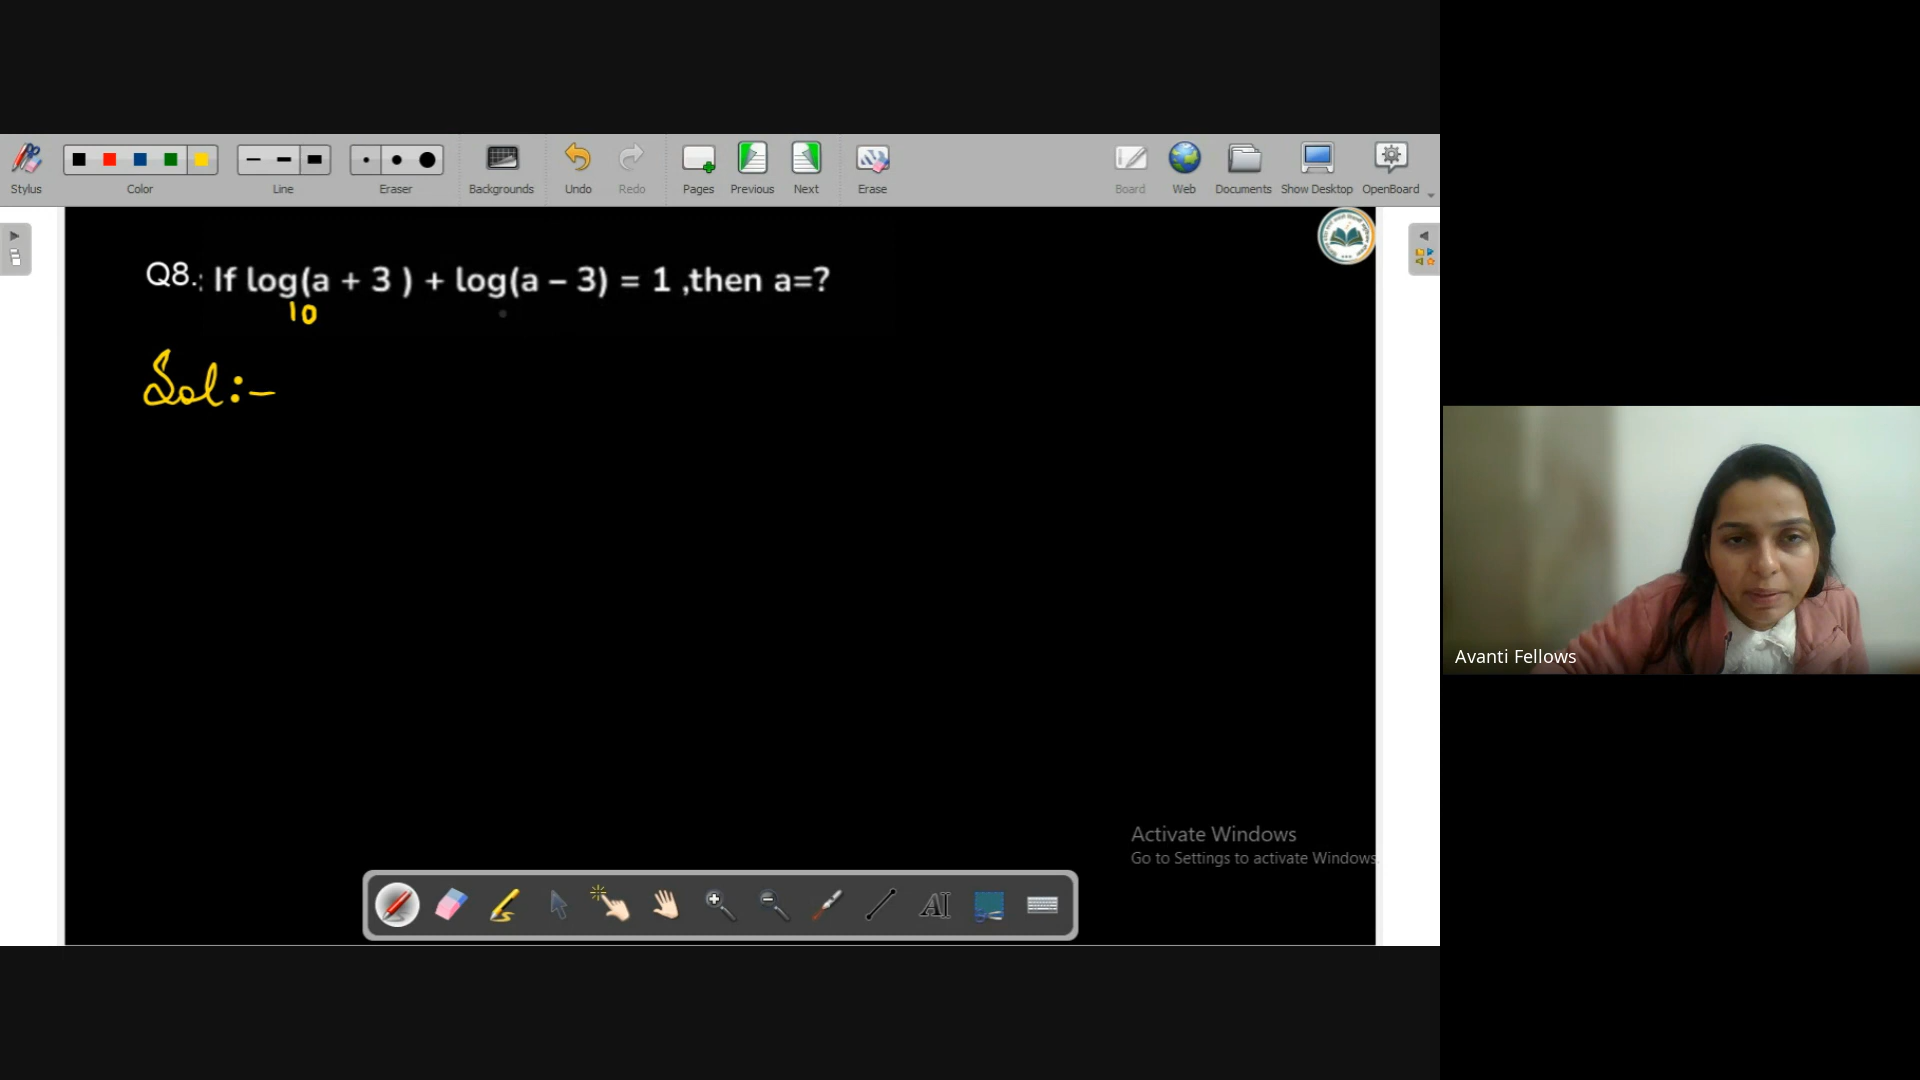 Stylus
Color
Line
Eraser
Backgrounds
Undo
Redo
Pages
Previous
Next
Erase
Board
Web
Documents
Show Desktop
OpenBoard
Q8.: If log(a + 3 ) + log(a – 3) = 1 ,then a=?
10
Sol:-
Avanti Fellows
Activate Windows
Go to Settings to activate Windows.
AI